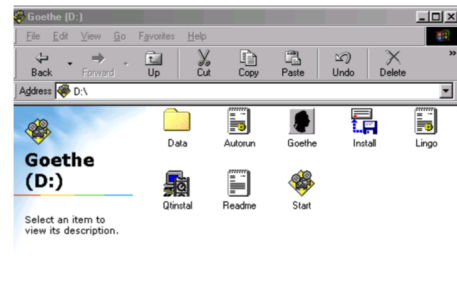 Goethe (D:)
File Edit View Go Favorites Help
Back Forward Up Cut Copy Paste Undo Delete »
Address D:\
Goethe
(D:)
Select an item to
view its description.
Data Autorun Goethe Install Lingo
Qtinstal Readme Start